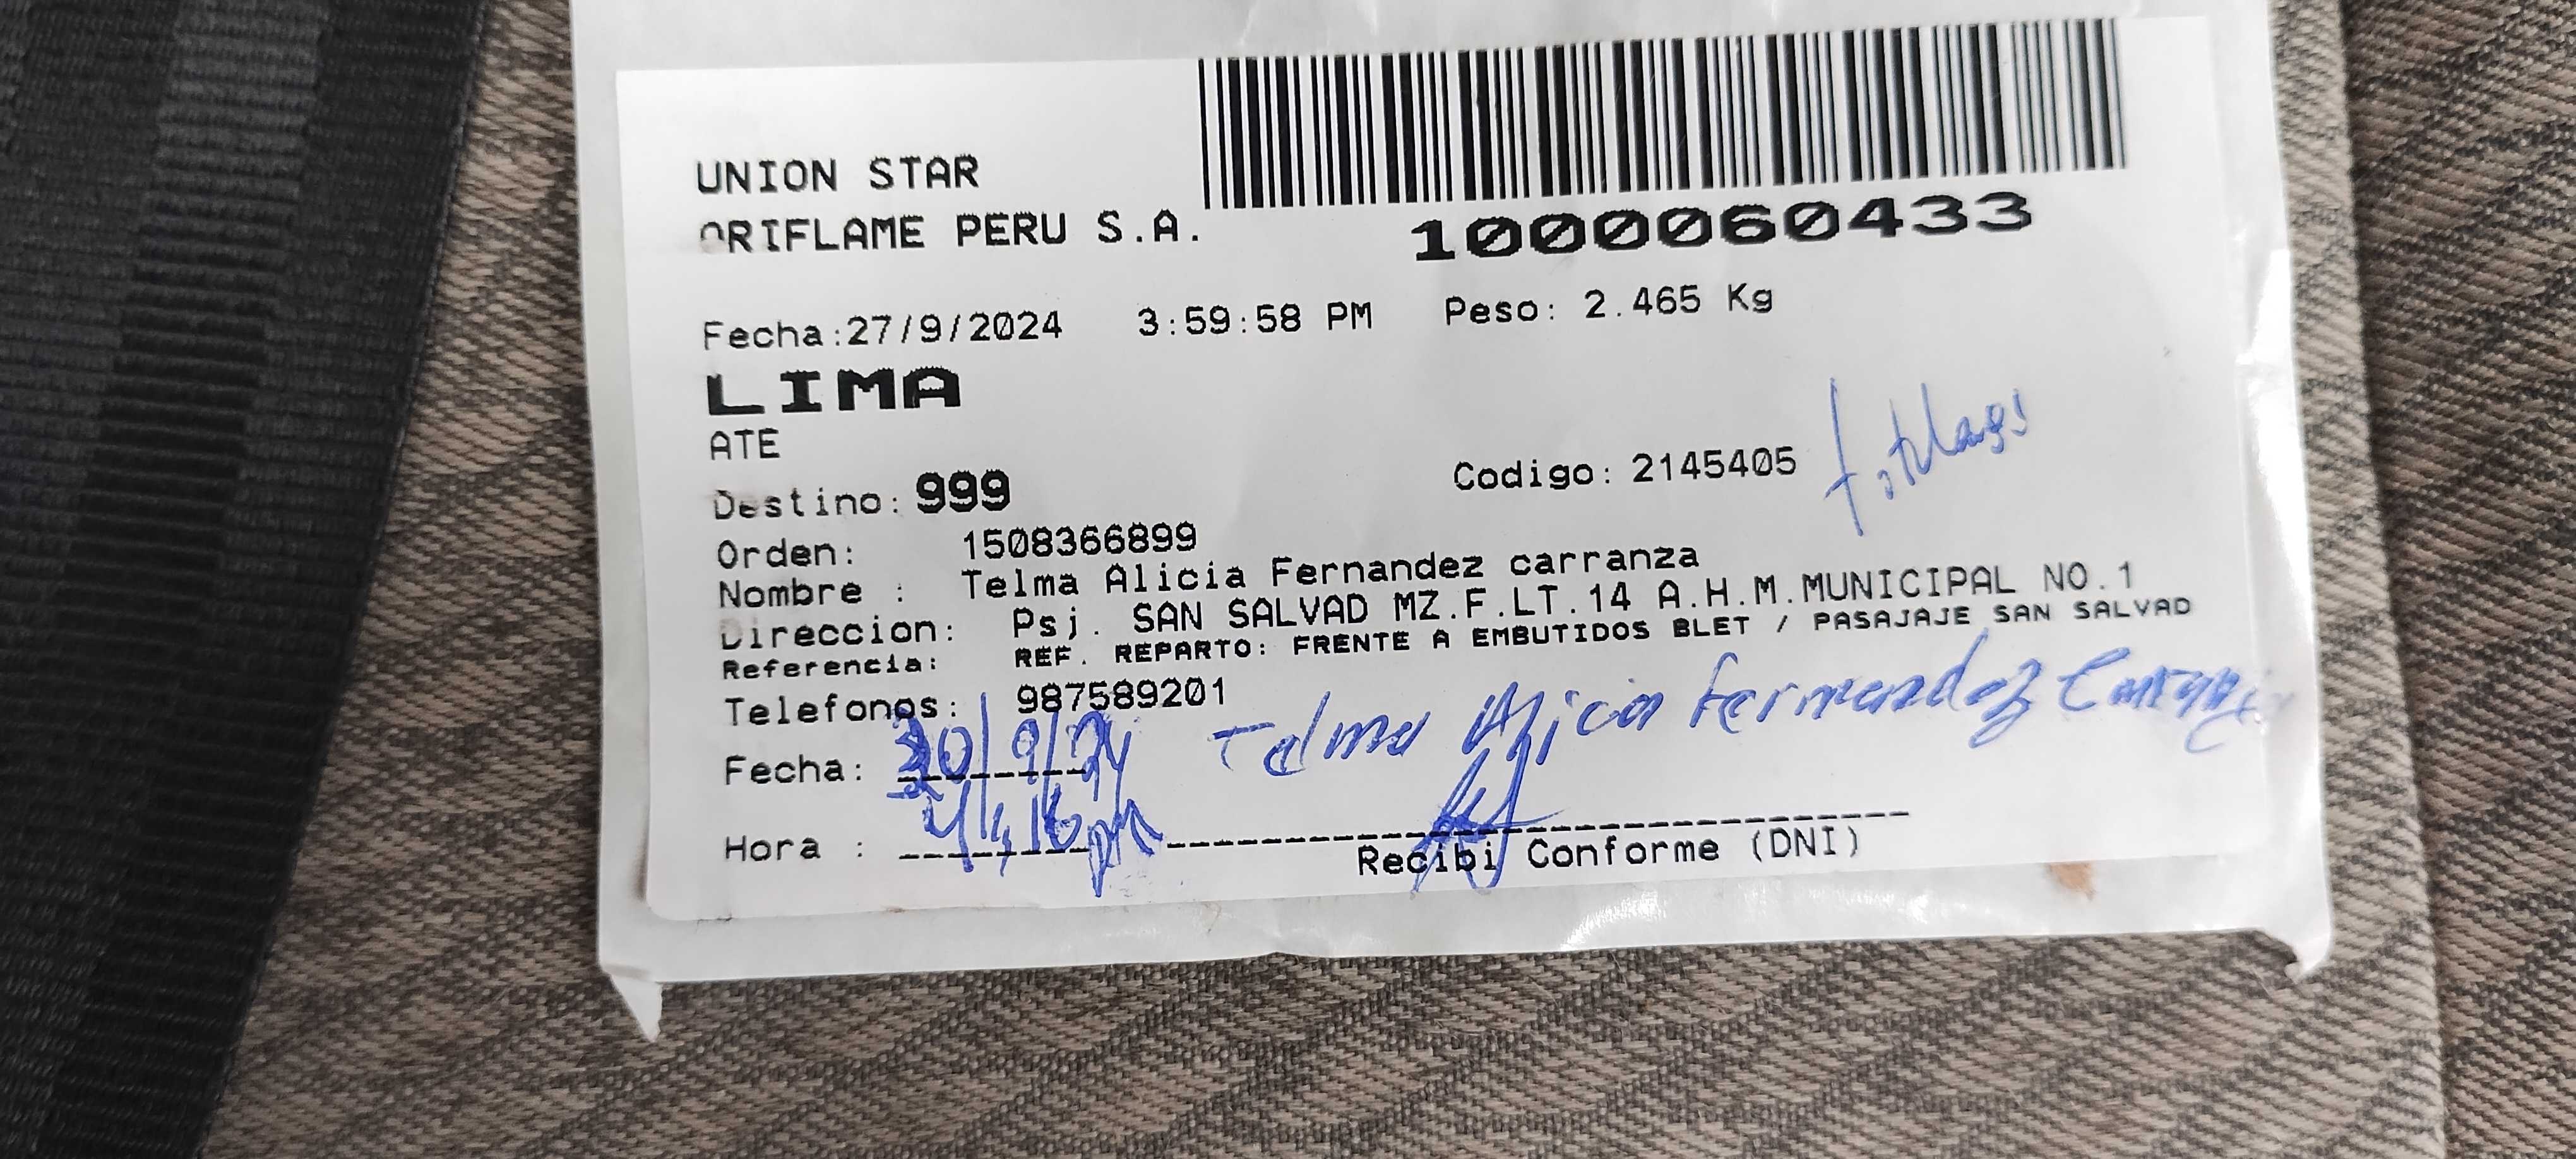 UNION STAR
ORIFLAME PERU S.A.
1000060433
Fecha:27/9/2024 3:59:58 PM Peso: 2.465 Kg
LIMA
ATE
Destino: 999 Codigo: 2145405
Orden: 1508366899
Nombre : Telma Alicia Fernandez carranza
Direccion: Psj. SAN SALVAD MZ.F.LT.14 A.H.M.MUNICIPAL NO.1
Referencia: REF. REPARTO: FRENTE A EMBUTIDOS BLET / PASAJAJE SAN SALVAD
Telefonos: 987589201
Telma Alicia Fernandez
Fecha: 30/9/24
Hora : pm
Recibi Conforme (DNI)